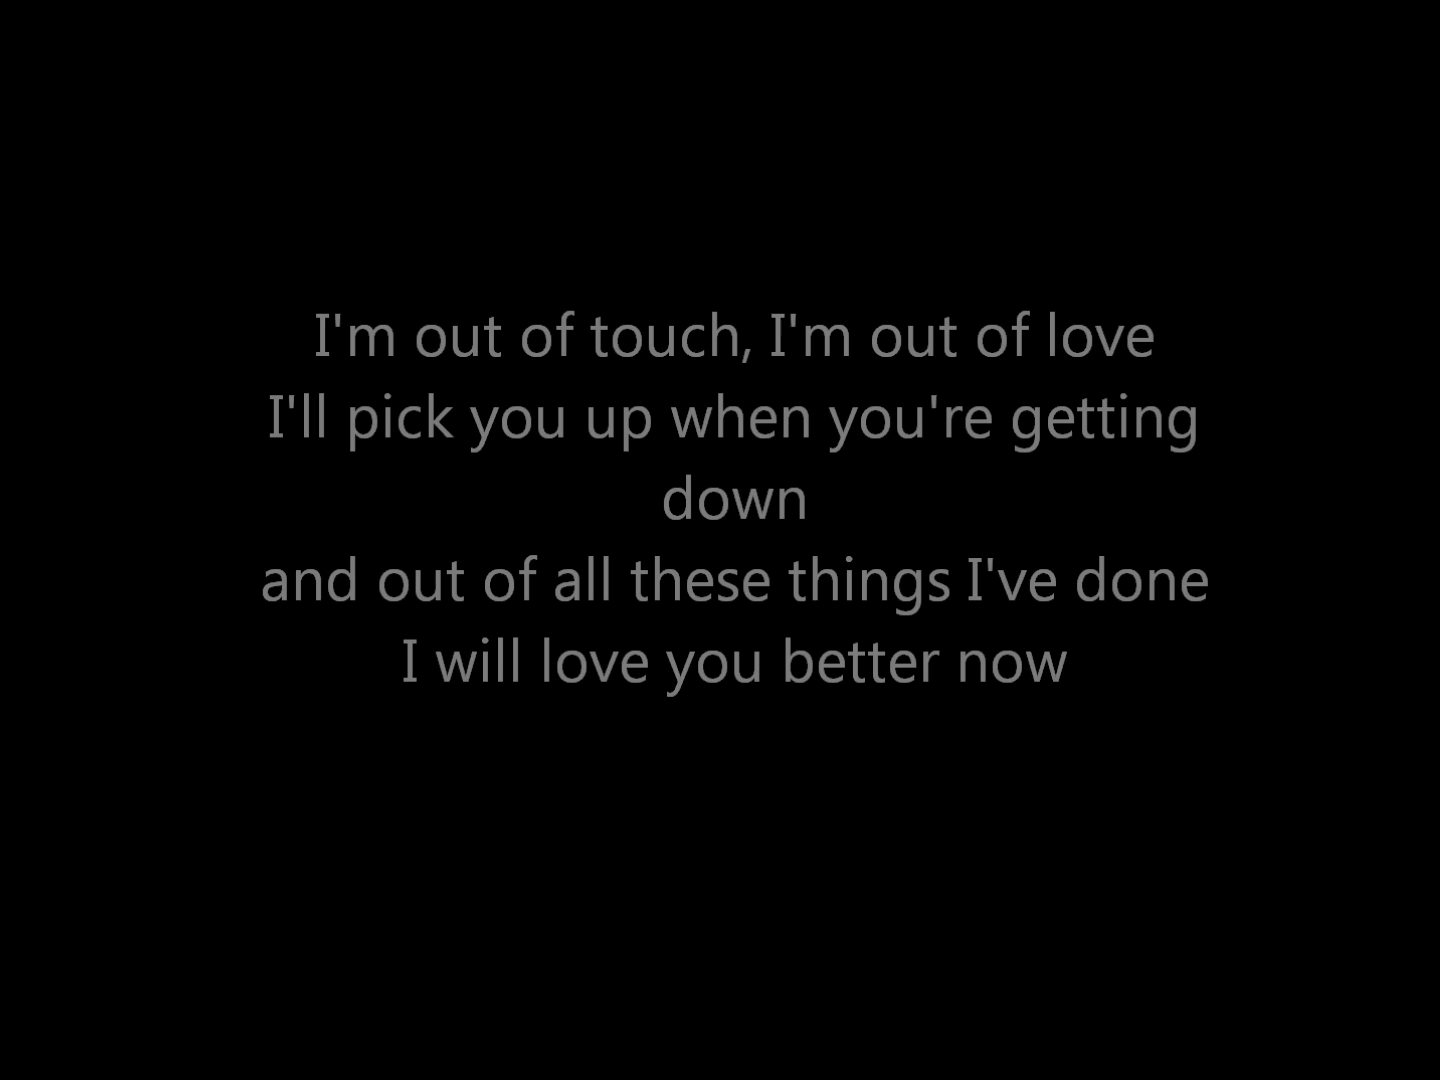 I'm out of touch, I'm out of love
I'll pick you up when you're getting
down
and out of all these things I've done
I will love you better now